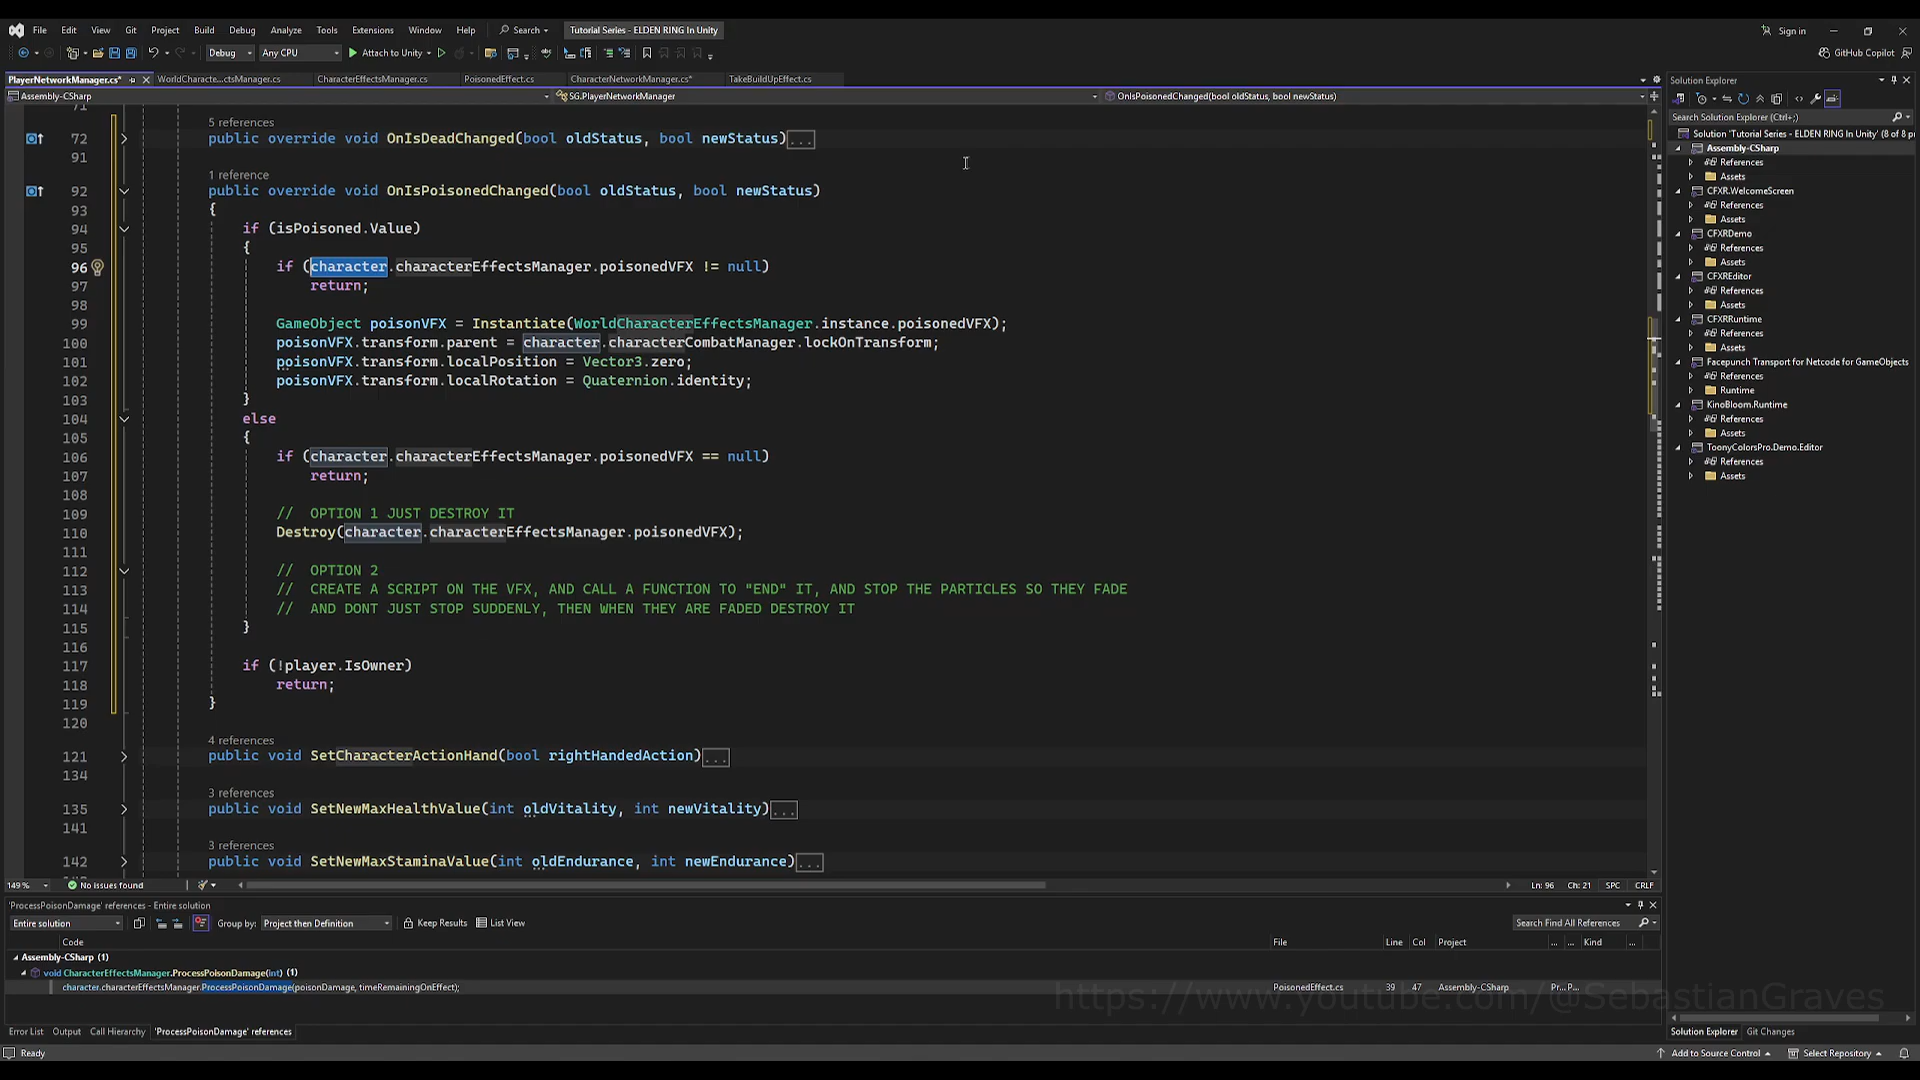 File Edit View Git Project Build Debug Analyze Tools Extensions Window Help Search Tutorial Series - ELDEN RING In Unity Sign in
Debug Any CPU Attach to Unity GitHub Copilot
PlayerNetworkManager.cs* WorldCharacte...ctsManager.cs CharacterEffectsManager.cs PoisonedEffect.cs CharacterNetworkManager.cs* TakeBuildUpEffect.cs
Assembly-CSharp SG.PlayerNetworkManager OnIsPoisonedChanged(bool oldStatus, bool newStatus)
71
5 references
72 public override void OnIsDeadChanged(bool oldStatus, bool newStatus)...
91
1 reference
92 public override void OnIsPoisonedChanged(bool oldStatus, bool newStatus)
93 {
94 if (isPoisoned.Value)
95 {
96 if (character.characterEffectsManager.poisonedVFX != null)
97 return;
98
99 GameObject poisonVFX = Instantiate(WorldCharacterEffectsManager.instance.poisonedVFX);
100 poisonVFX.transform.parent = character.characterCombatManager.lockOnTransform;
101 poisonVFX.transform.localPosition = Vector3.zero;
102 poisonVFX.transform.localRotation = Quaternion.identity;
103 }
104 else
105 {
106 if (character.characterEffectsManager.poisonedVFX == null)
107 return;
108
109 // OPTION 1 JUST DESTROY IT
110 Destroy(character.characterEffectsManager.poisonedVFX);
111
112 // OPTION 2
113 // CREATE A SCRIPT ON THE VFX, AND CALL A FUNCTION TO "END" IT, AND STOP THE PARTICLES SO THEY FADE
114 // AND DONT JUST STOP SUDDENLY, THEN WHEN THEY ARE FADED DESTROY IT
115 }
116
117 if (!player.IsOwner)
118 return;
119 }
120
4 references
121 public void SetCharacterActionHand(bool rightHandedAction)...
134
3 references
135 public void SetNewMaxHealthValue(int oldVitality, int newVitality)...
141
3 references
142 public void SetNewMaxStaminaValue(int oldEndurance, int newEndurance)...
149 % No issues found Ln: 96 Ch: 21 SPC CRLF
'ProcessPoisonDamage' references - Entire solution
Entire solution Group by: Project then Definition Keep Results List View Search Find All References
Code File Line Col Project ... ... Kind ...
Assembly-CSharp (1)
void CharacterEffectsManager.ProcessPoisonDamage(int) (1)
character.characterEffectsManager.ProcessPoisonDamage(poisonDamage, timeRemainingOnEffect); PoisonedEffect.cs 39 47 Assembly-CSharp Pr... P...
https://www.youtube.com/@SebastianGraves
Error List Output Call Hierarchy 'ProcessPoisonDamage' references
Ready Add to Source Control Select Repository
Solution Explorer
Search Solution Explorer (Ctrl+;)
Solution 'Tutorial Series - ELDEN RING In Unity' (8 of 8 p
Assembly-CSharp
References
Assets
CFXR.WelcomeScreen
References
Assets
CFXRDemo
References
Assets
CFXREditor
References
Assets
CFXRRuntime
References
Assets
Facepunch Transport for Netcode for GameObjects
References
Runtime
KinoBloom.Runtime
References
Assets
ToonyColorsPro.Demo.Editor
References
Assets
Solution Explorer Git Changes